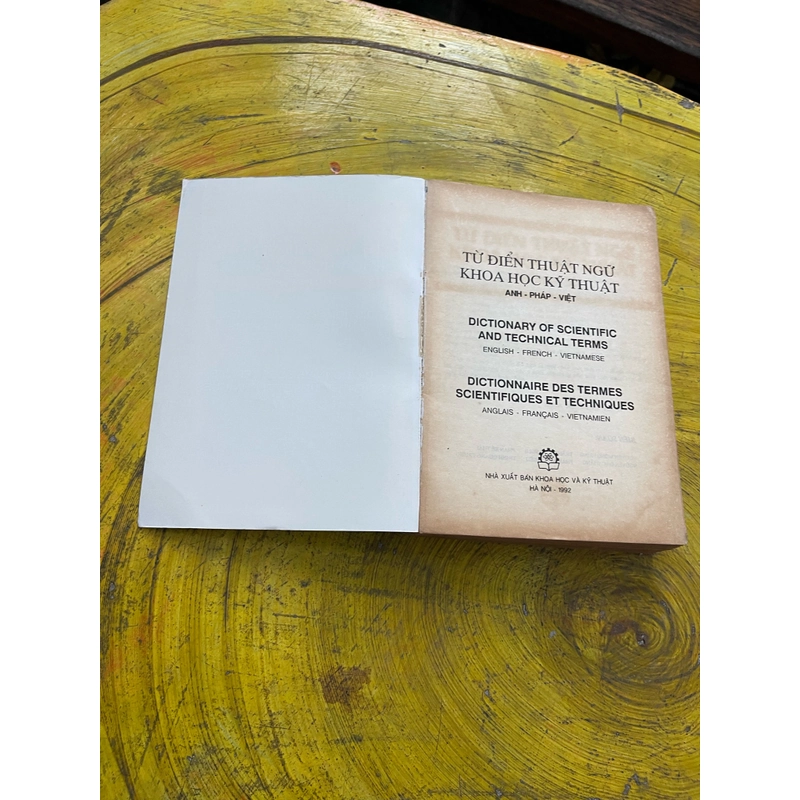 TỪ ĐIỂN THUẬT NGỮ
KHOA HỌC KỸ THUẬT
ANH - PHÁP - VIỆT
DICTIONARY OF SCIENTIFIC
AND TECHNICAL TERMS
ENGLISH - FRENCH - VIETNAMESE
DICTIONNAIRE DES TERMES
SCIENTIFIQUES ET TECHNIQUES
ANGLAIS - FRANÇAIS - VIETNAMIEN
NHÀ XUẤT BẢN KHOA HỌC VÀ KỸ THUẬT
HÀ NỘI - 1992